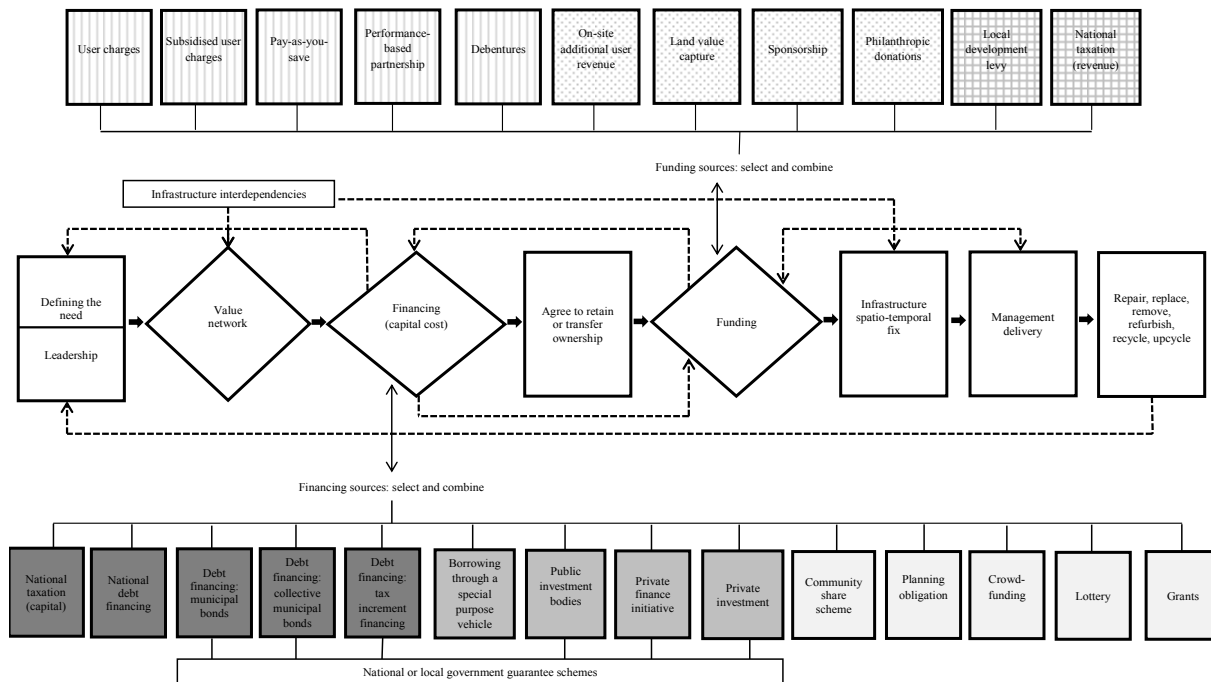 User charges
Subsidised user
charges
Pay-as-you-
save
Performance-
based
partnership
Debentures
On-site
additional user
revenue
Land value
capture
Sponsorship
Philanthropic
donations
Local
development
levy
National
taxation
(revenue)
Funding sources: select and combine
Infrastructure interdependencies
Defining the
need
Leadership
Value
network
Financing
(capital cost)
Agree to retain
or transfer
ownership
Funding
Infrastructure
spatio-temporal
fix
Management
delivery
Repair, replace,
remove,
refurbish,
recycle, upcycle
Financing sources: select and combine
National
taxation
(capital)
National
debt
financing
Debt
financing:
municipal
bonds
Debt
financing:
collective
municipal
bonds
Debt
financing:
tax
increment
financing
Borrowing
through a
special
purpose
vehicle
Public
investment
bodies
Private
finance
initiative
Private
investment
Community
share
scheme
Planning
obligation
Crowd-
funding
Lottery
Grants
National or local government guarantee schemes